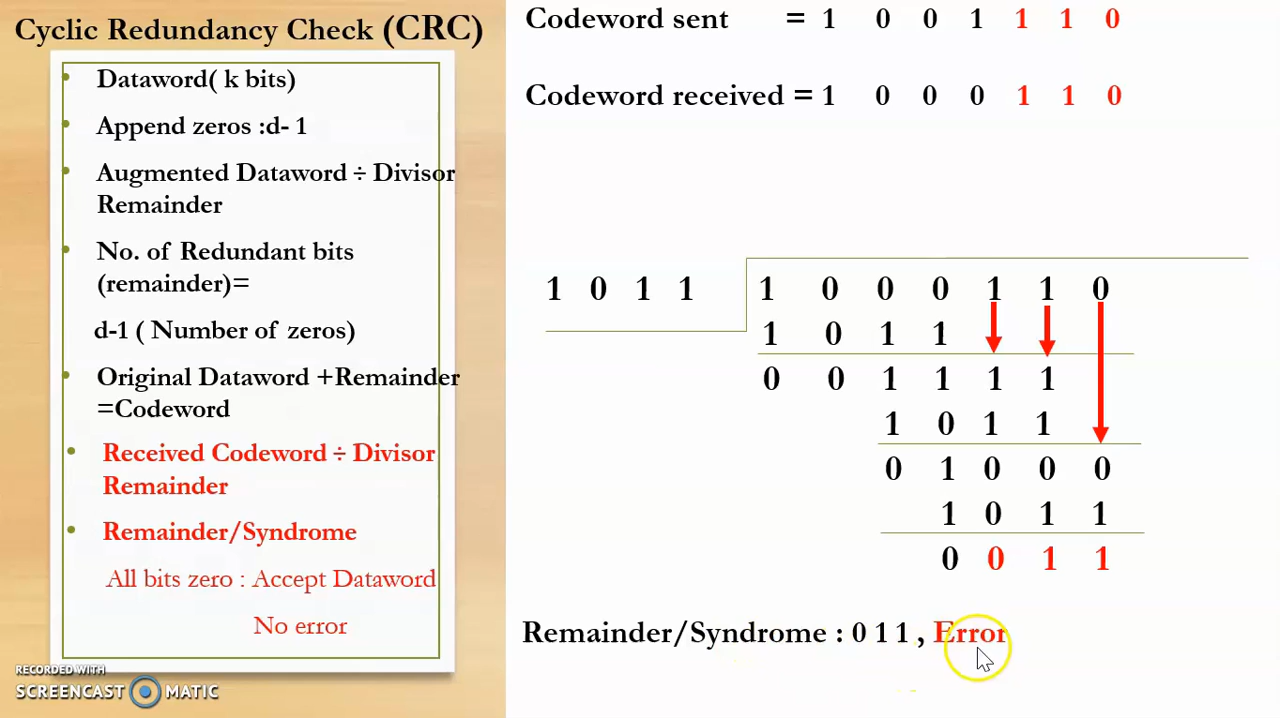 Cyclic Redundancy Check (CRC)
• Dataword( k bits)
• Append zeros :d- 1
• Augmented Dataword ÷ Divisor
Remainder
• No. of Redundant bits
(remainder)=
d-1 ( Number of zeros)
• Original Dataword +Remainder
=Codeword
• Received Codeword ÷ Divisor
Remainder
• Remainder/Syndrome
All bits zero : Accept Dataword
No error
RECORDED WITH
SCREENCAST MATIC
Codeword sent = 1 0 0 1 1 1 0
Codeword received = 1 0 0 0 1 1 0
1 0 1 1 1 0 0 0 1 1 0
1 0 1 1
0 0 1 1 1 1
1 0 1 1
0 1 0 0 0
1 0 1 1
0 0 1 1
Remainder/Syndrome : 0 1 1 , Error